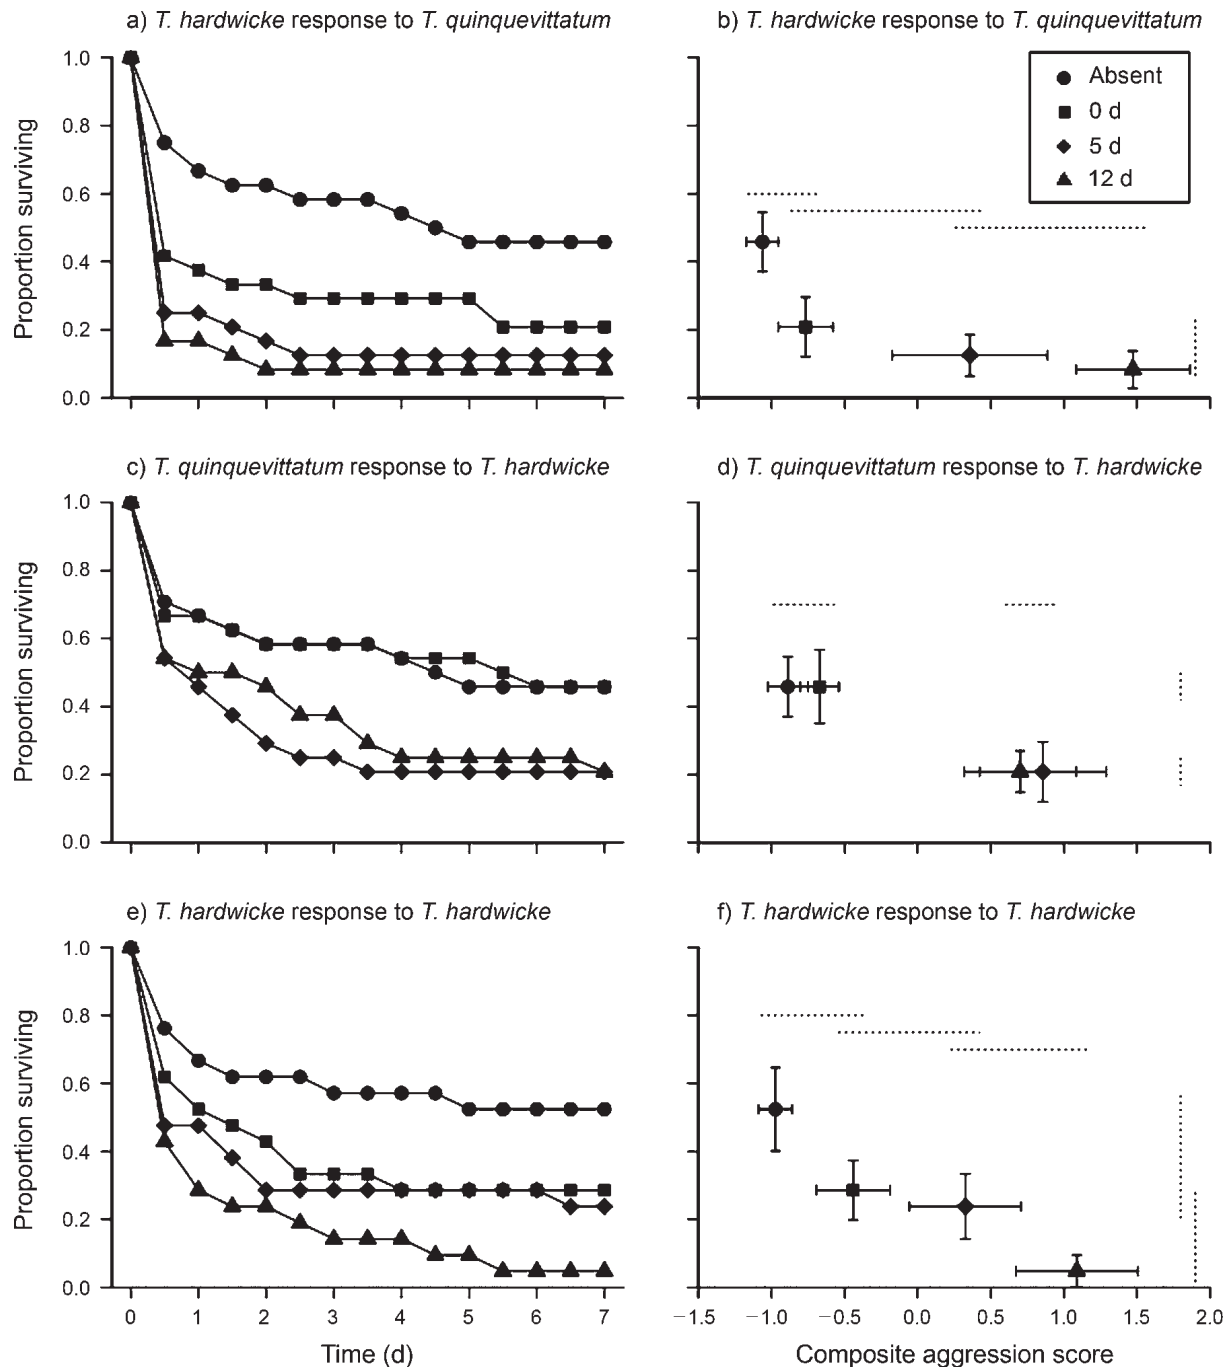 a) T. hardwicke response to T. quinquevittatum
b) T. hardwicke response to T. quinquevittatum
Proportion surviving
1.0
0.8
0.6
0.4
0.2
0.0
Absent
0 d
5 d
12 d
c) T. quinquevittatum response to T. hardwicke
d) T. quinquevittatum response to T. hardwicke
Proportion surviving
1.0
0.8
0.6
0.4
0.2
0.0
e) T. hardwicke response to T. hardwicke
f) T. hardwicke response to T. hardwicke
Proportion surviving
1.0
0.8
0.6
0.4
0.2
0.0
0 1 2 3 4 5 6 7
−1.5 −1.0 −0.5 0.0 0.5 1.0 1.5 2.0
Time (d)
Composite aggression score